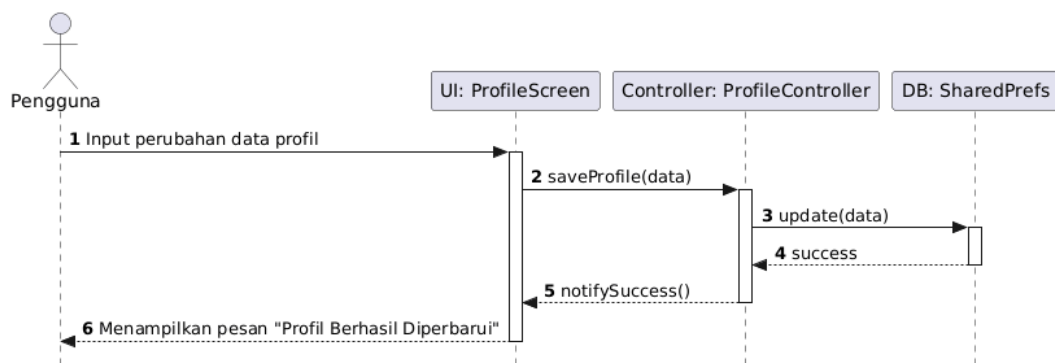 Pengguna
UI: ProfileScreen
Controller: ProfileController
DB: SharedPrefs
1 Input perubahan data profil
2 saveProfile(data)
3 update(data)
4 success
5 notifySuccess()
6 Menampilkan pesan "Profil Berhasil Diperbarui"